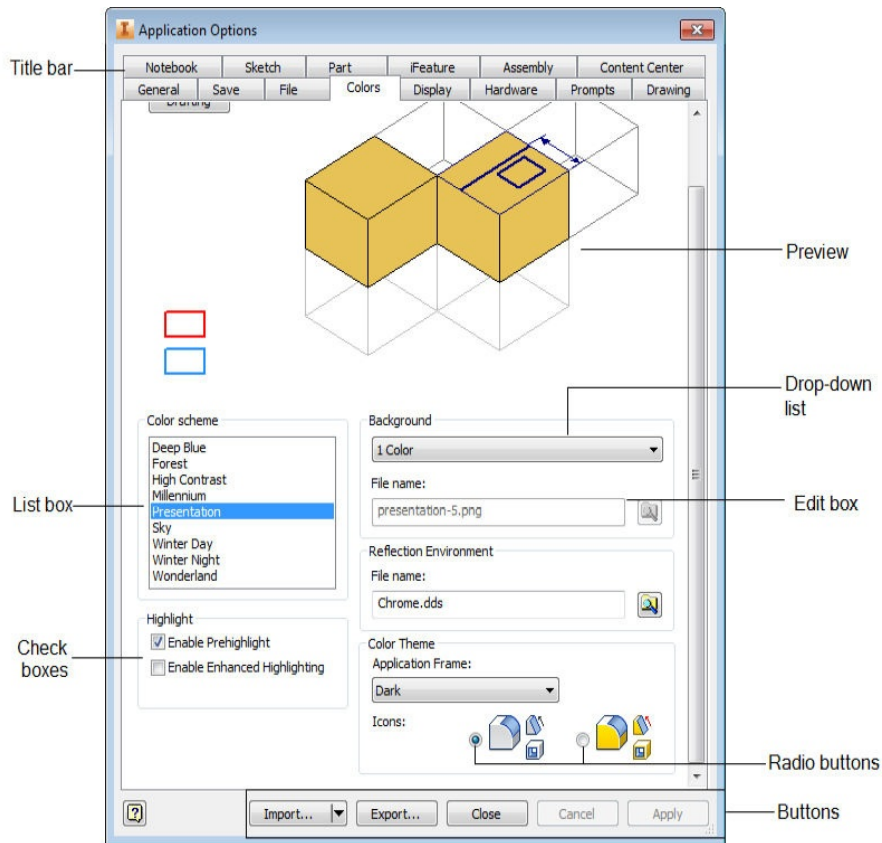 Application Options
Title bar
Notebook Sketch Part iFeature Assembly Content Center
General Save File Colors Display Hardware Prompts Drawing
Drafting
Preview
Drop-down
list
Color scheme
Deep Blue
Forest
High Contrast
Millennium
Presentation
Sky
Winter Day
Winter Night
Wonderland
List box
Background
1 Color
File name:
presentation-5.png
Edit box
Reflection Environment
File name:
Chrome.dds
Highlight
Enable Prehighlight
Enable Enhanced Highlighting
Check
boxes
Color Theme
Application Frame:
Dark
Icons:
Radio buttons
Import... Export... Close Cancel Apply
Buttons